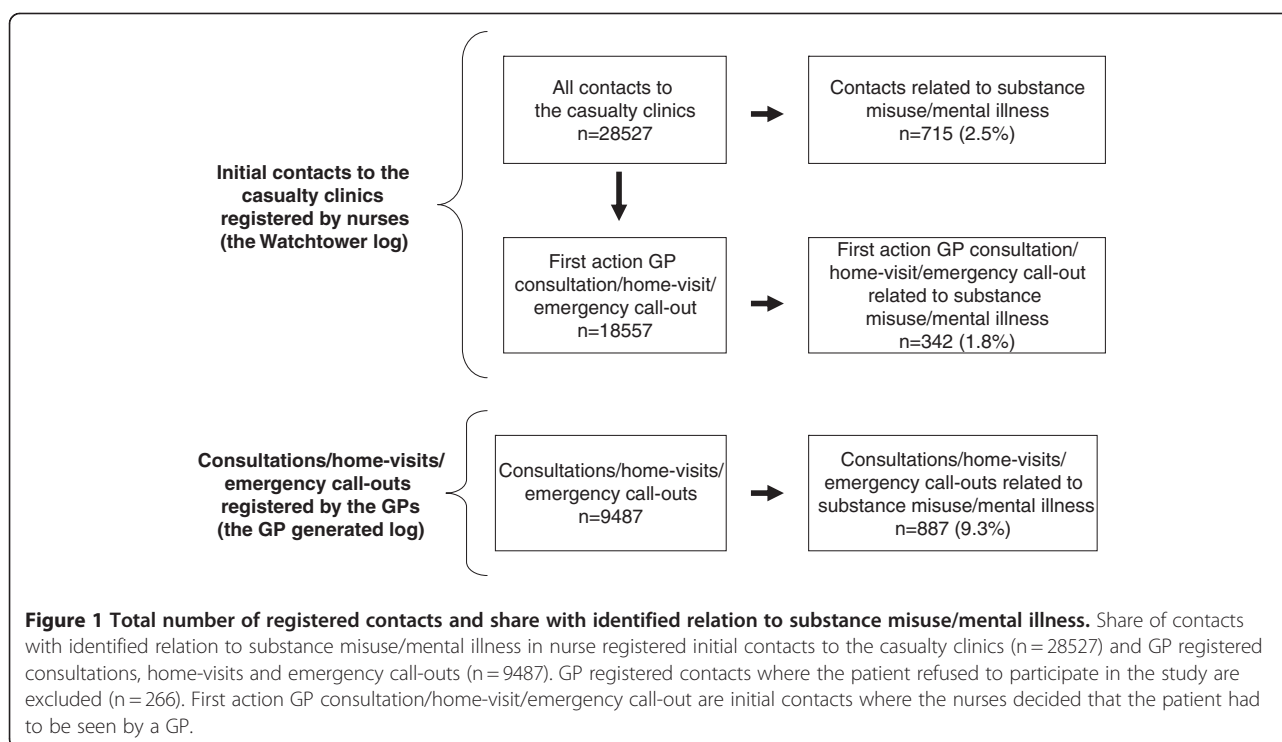 All contacts to
the casualty clinics
n=28527
Contacts related to substance
misuse/mental illness
n=715 (2.5%)
Initial contacts to the
casualty clinics
registered by nurses
(the Watchtower log)
First action GP
consultation/home-visit/
emergency call-out
n=18557
First action GP consultation/
home-visit/emergency call-out
related to substance
misuse/mental illness
n=342 (1.8%)
Consultations/home-visits/
emergency call-outs
registered by the GPs
(the GP generated log)
Consultations/home-visits/
emergency call-outs
n=9487
Consultations/home-visits/
emergency call-outs related to
substance misuse/mental illness
n=887 (9.3%)
Figure 1 Total number of registered contacts and share with identified relation to substance misuse/mental illness. Share of contacts
with identified relation to substance misuse/mental illness in nurse registered initial contacts to the casualty clinics (n = 28527) and GP registered
consultations, home-visits and emergency call-outs (n = 9487). GP registered contacts where the patient refused to participate in the study are
excluded (n = 266). First action GP consultation/home-visit/emergency call-out are initial contacts where the nurses decided that the patient had
to be seen by a GP.